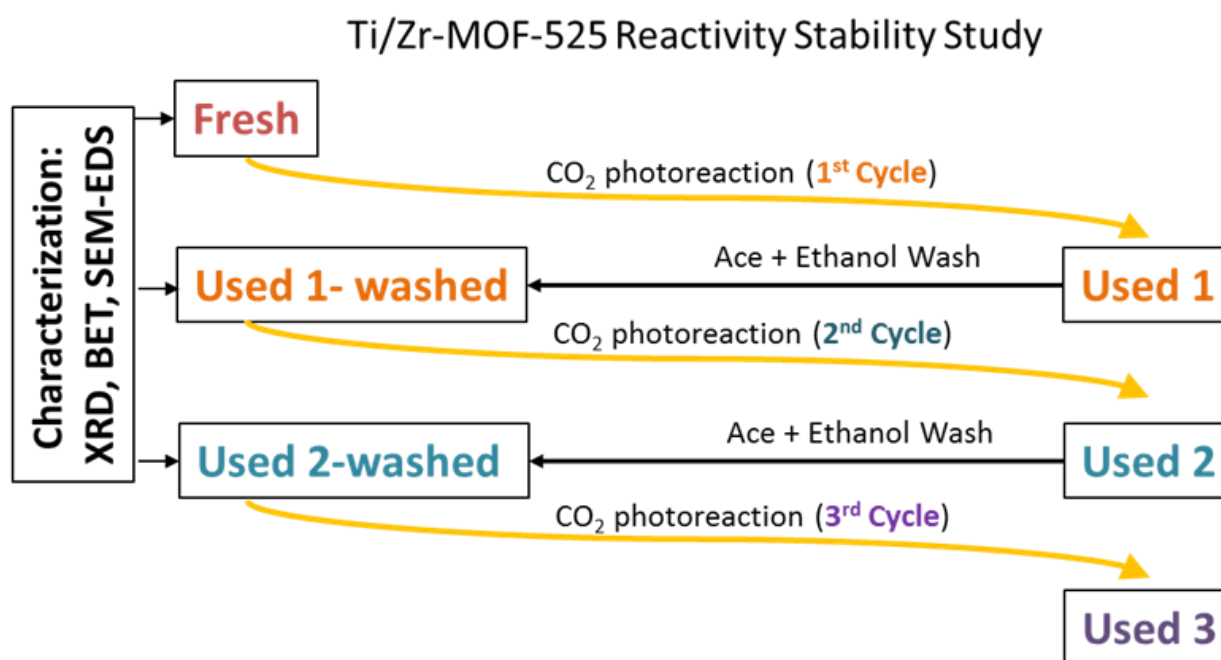 Ti/Zr-MOF-525 Reactivity Stability Study
Characterization:
XRD, BET, SEM-EDS
Fresh
CO₂ photoreaction (1ˢᵗ Cycle)
Used 1- washed
Ace + Ethanol Wash
Used 1
CO₂ photoreaction (2ⁿᵈ Cycle)
Used 2-washed
Ace + Ethanol Wash
Used 2
CO₂ photoreaction (3ʳᵈ Cycle)
Used 3